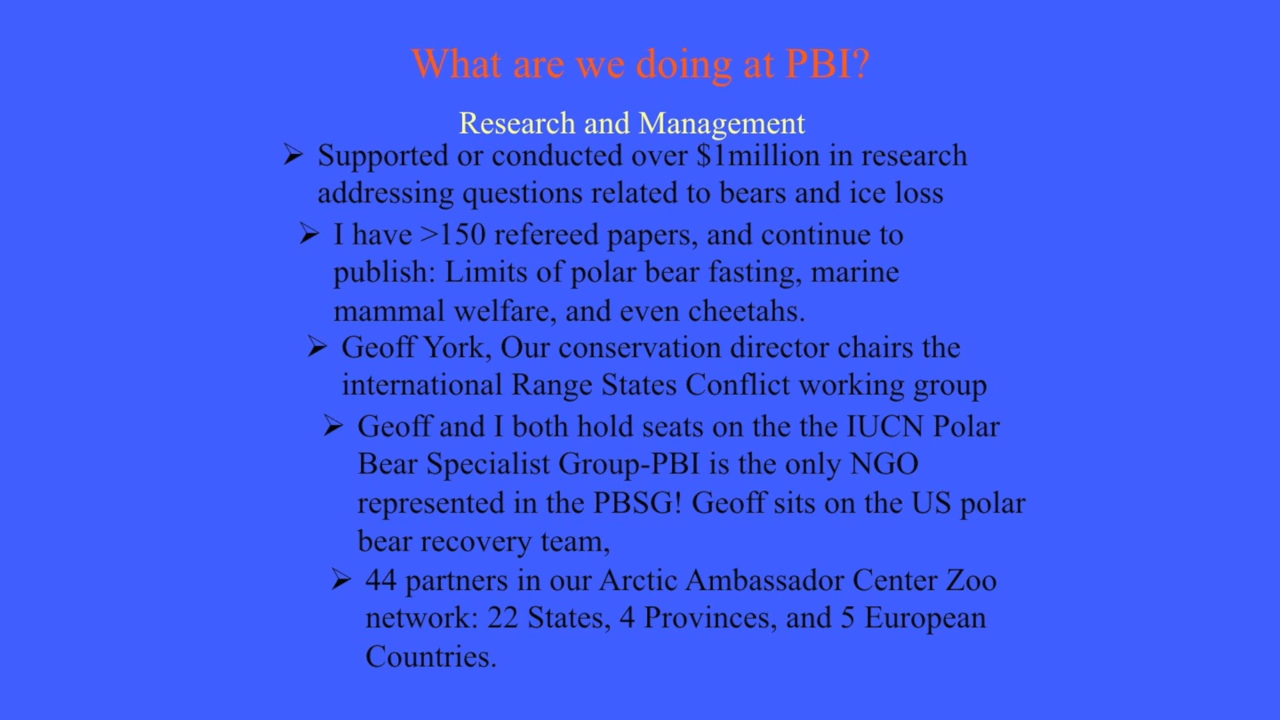 What are we doing at PBI?
Research and Management
➢ Supported or conducted over $1million in research
addressing questions related to bears and ice loss
➢ I have >150 refereed papers, and continue to
publish: Limits of polar bear fasting, marine
mammal welfare, and even cheetahs.
➢ Geoff York, Our conservation director chairs the
international Range States Conflict working group
➢ Geoff and I both hold seats on the the IUCN Polar
Bear Specialist Group-PBI is the only NGO
represented in the PBSG! Geoff sits on the US polar
bear recovery team,
➢ 44 partners in our Arctic Ambassador Center Zoo
network: 22 States, 4 Provinces, and 5 European
Countries.